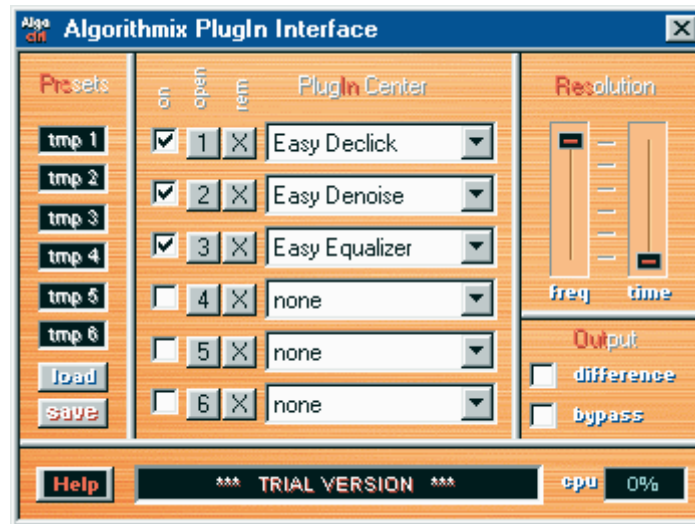 Algo ctrl Algorithmix PlugIn Interface
Presets
on open rem PlugIn Center
Resolution
tmp 1
tmp 2
tmp 3
tmp 4
tmp 5
tmp 6
load
save
1 X Easy Declick
2 X Easy Denoise
3 X Easy Equalizer
4 X none
5 X none
6 X none
freq time
Output
difference
bypass
Help
*** TRIAL VERSION ***
cpu 0%